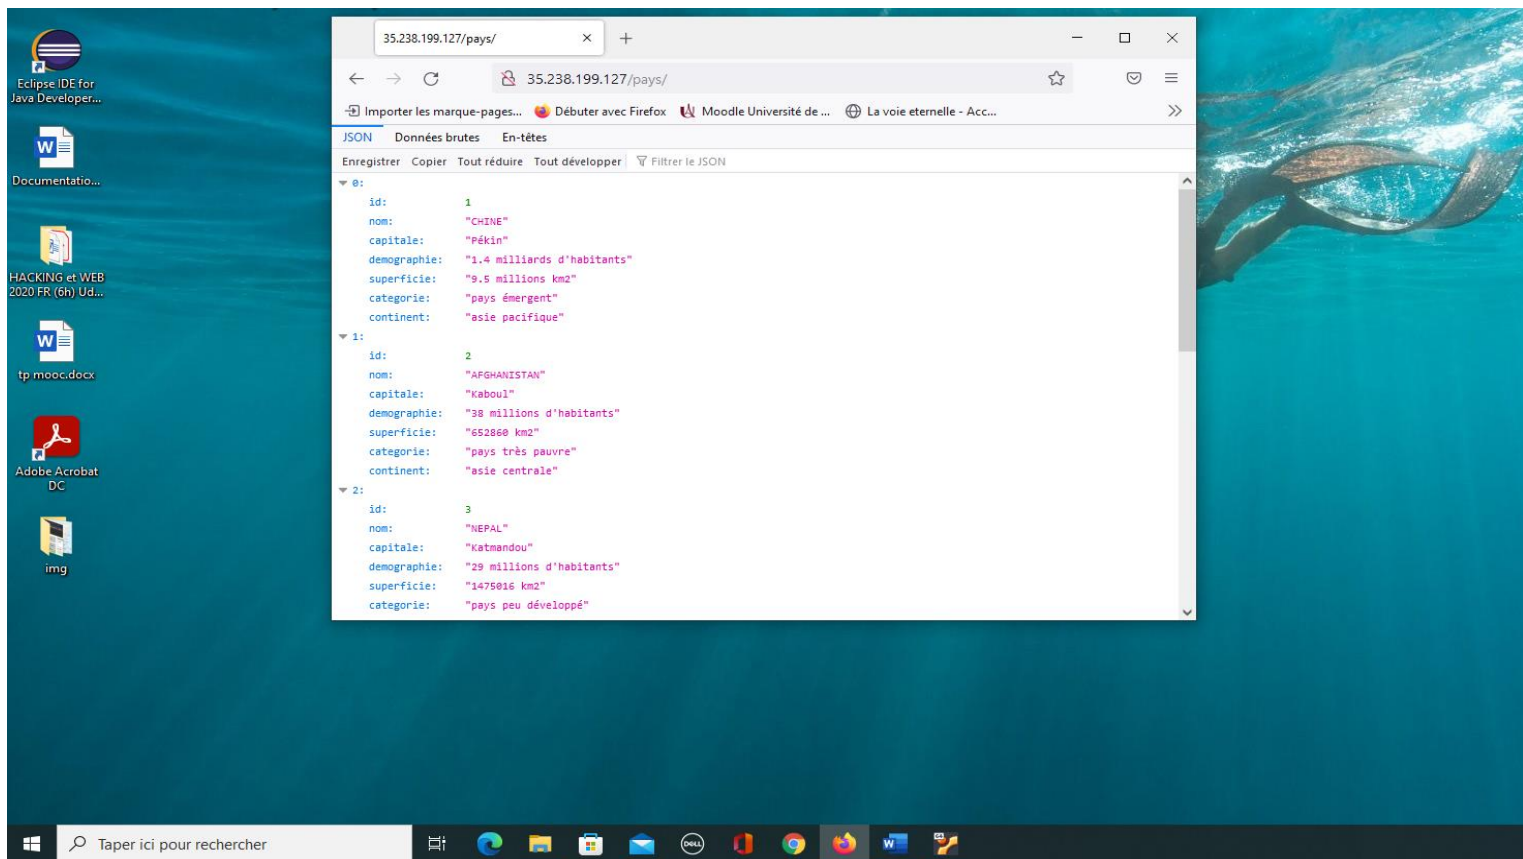 35.238.199.127/pays/
35.238.199.127/pays/
Importer les marque-pages... Débuter avec Firefox Moodle Université de ... La voie eternelle - Acc...
JSON Données brutes En-têtes
Enregistrer Copier Tout réduire Tout développer Filtrer le JSON
0:
id: 1
nom: "CHINE"
capitale: "Pékin"
demographie: "1.4 milliards d'habitants"
superficie: "9.5 millions km2"
categorie: "pays émergent"
continent: "asie pacifique"
1:
id: 2
nom: "AFGHANISTAN"
capitale: "Kaboul"
demographie: "38 millions d'habitants"
superficie: "652860 km2"
categorie: "pays très pauvre"
continent: "asie centrale"
2:
id: 3
nom: "NEPAL"
capitale: "Katmandou"
demographie: "29 millions d'habitants"
superficie: "1475016 km2"
categorie: "pays peu développé"
Eclipse IDE for
Java Developer...
Documentatio...
HACKING et WEB
2020 FR (6h) Ud...
tp mooc.docx
Adobe Acrobat
DC
img
Taper ici pour rechercher
DELL